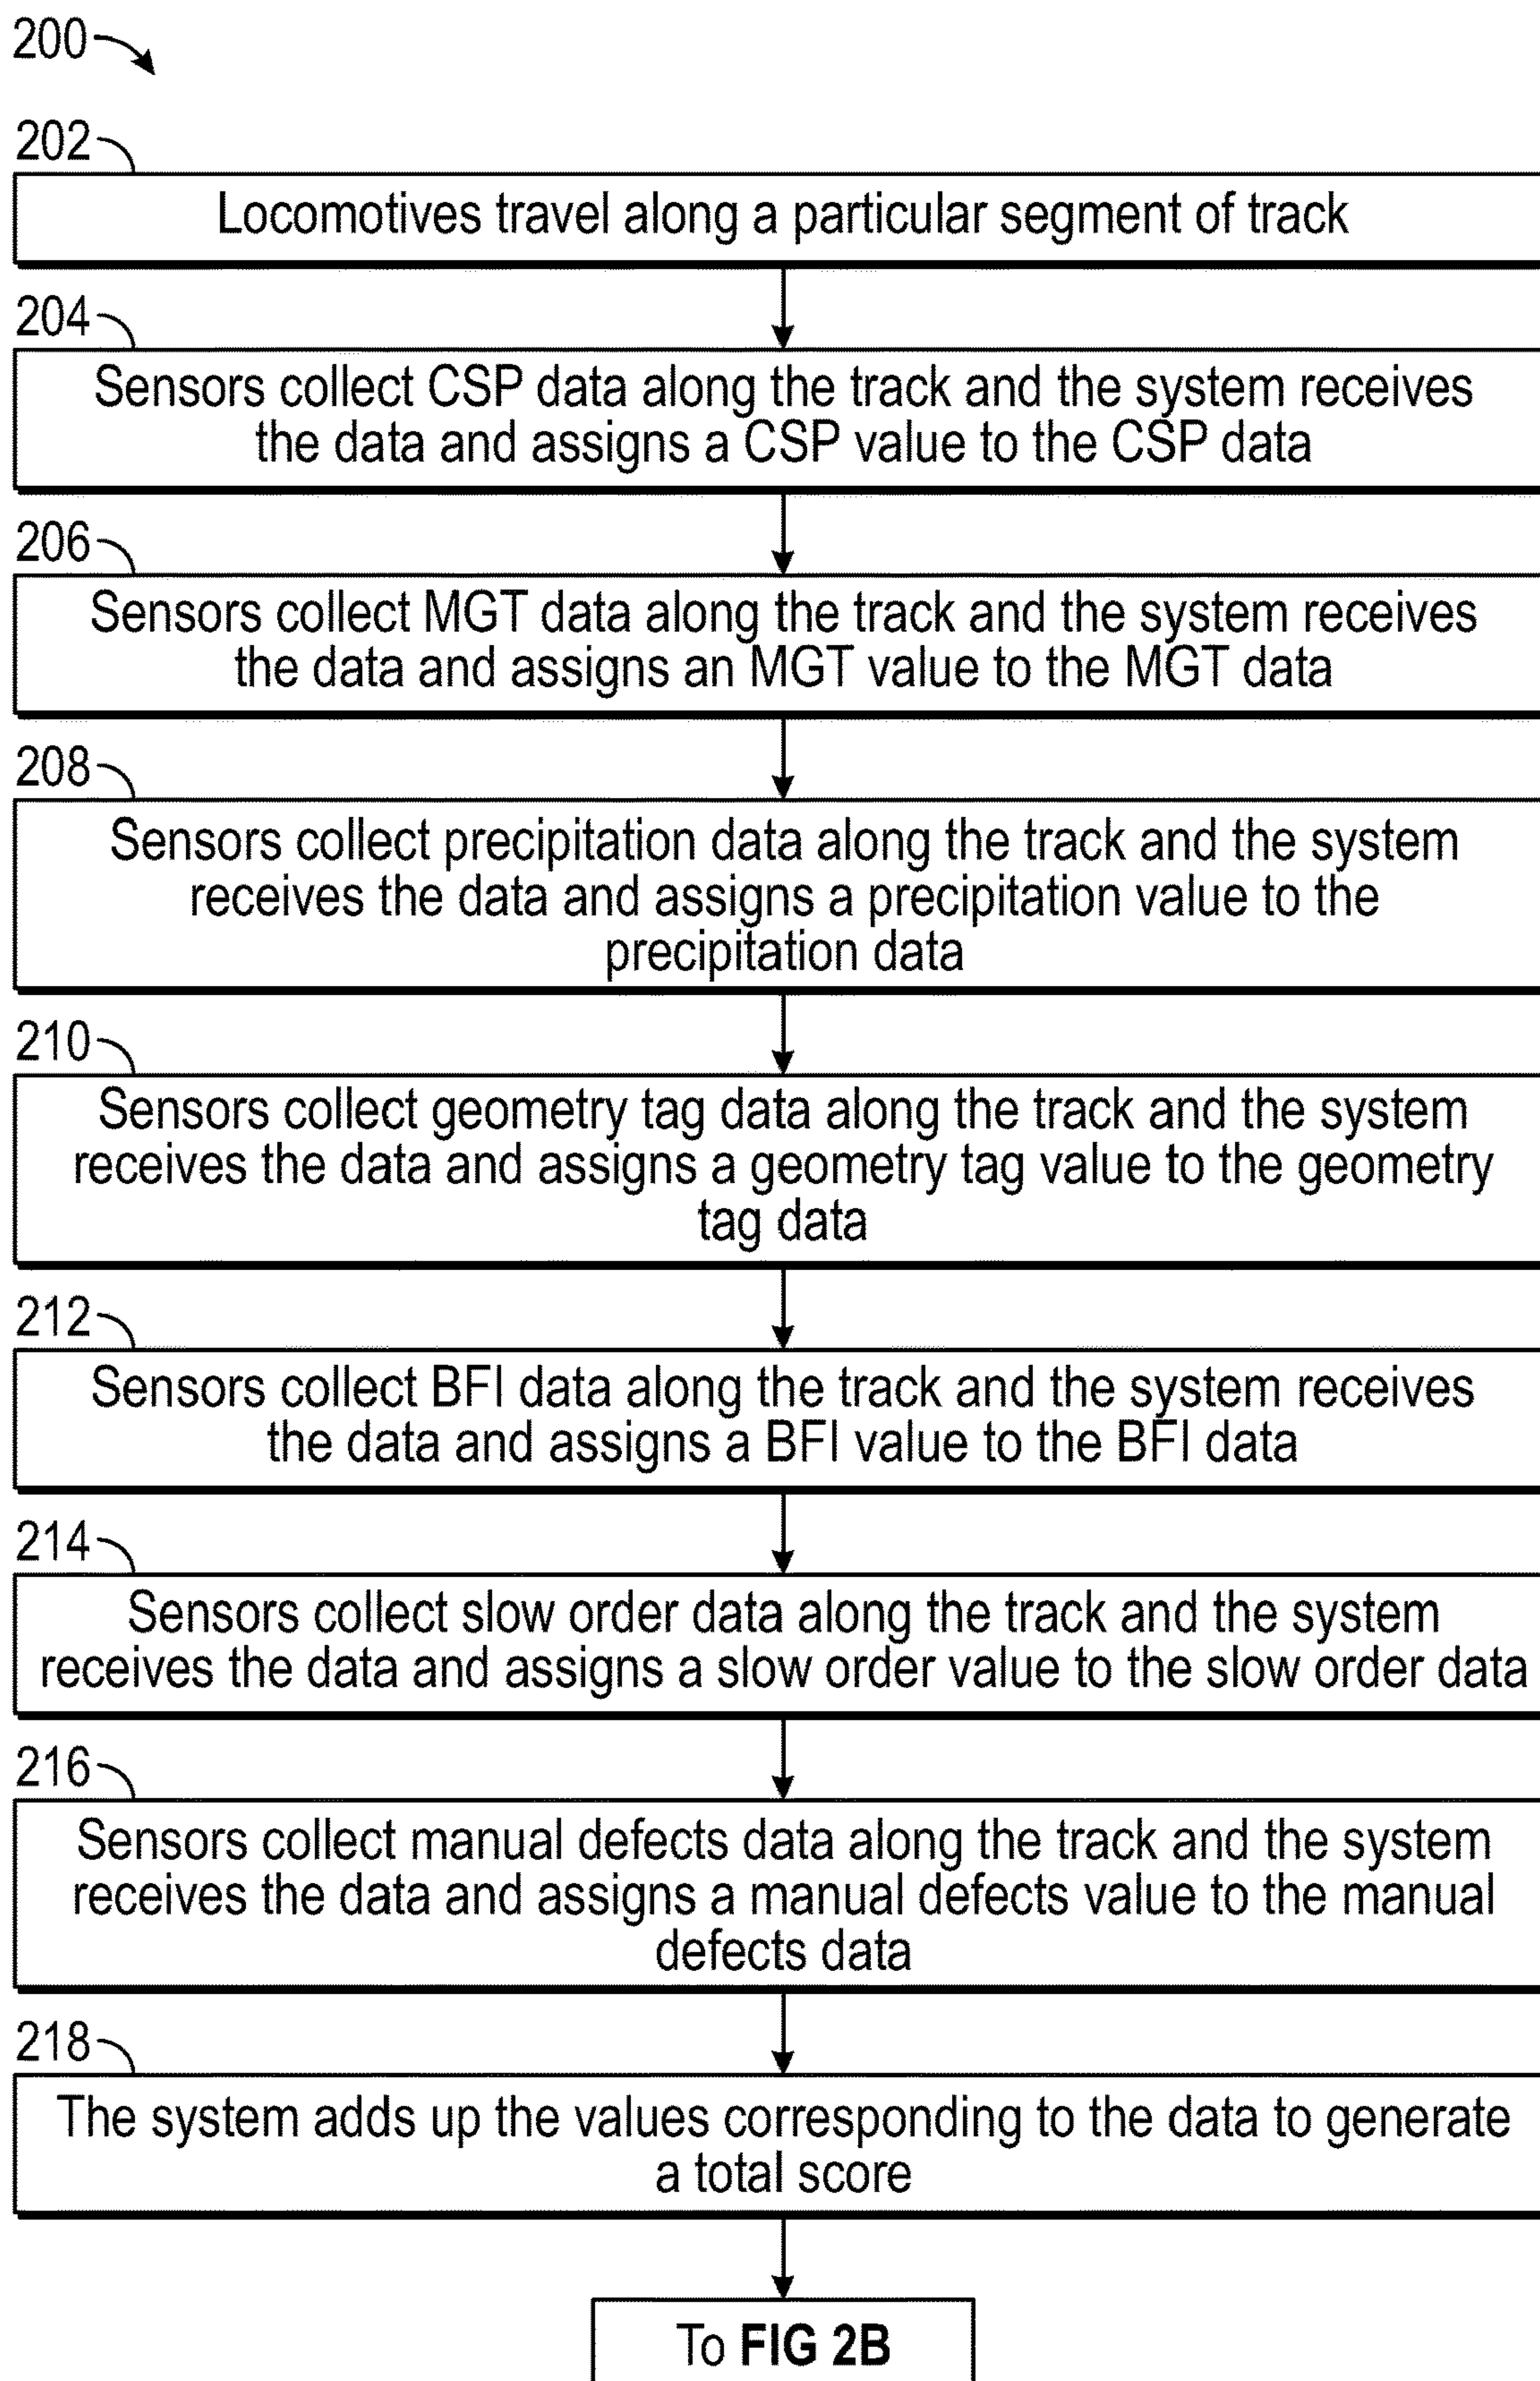 200
202
Locomotives travel along a particular segment of track
204
Sensors collect CSP data along the track and the system receives
the data and assigns a CSP value to the CSP data
206
Sensors collect MGT data along the track and the system receives
the data and assigns an MGT value to the MGT data
208
Sensors collect precipitation data along the track and the system
receives the data and assigns a precipitation value to the
precipitation data
210
Sensors collect geometry tag data along the track and the system
receives the data and assigns a geometry tag value to the geometry
tag data
212
Sensors collect BFI data along the track and the system receives
the data and assigns a BFI value to the BFI data
214
Sensors collect slow order data along the track and the system
receives the data and assigns a slow order value to the slow order data
216
Sensors collect manual defects data along the track and the system
receives the data and assigns a manual defects value to the manual
defects data
218
The system adds up the values corresponding to the data to generate
a total score
To FIG 2B